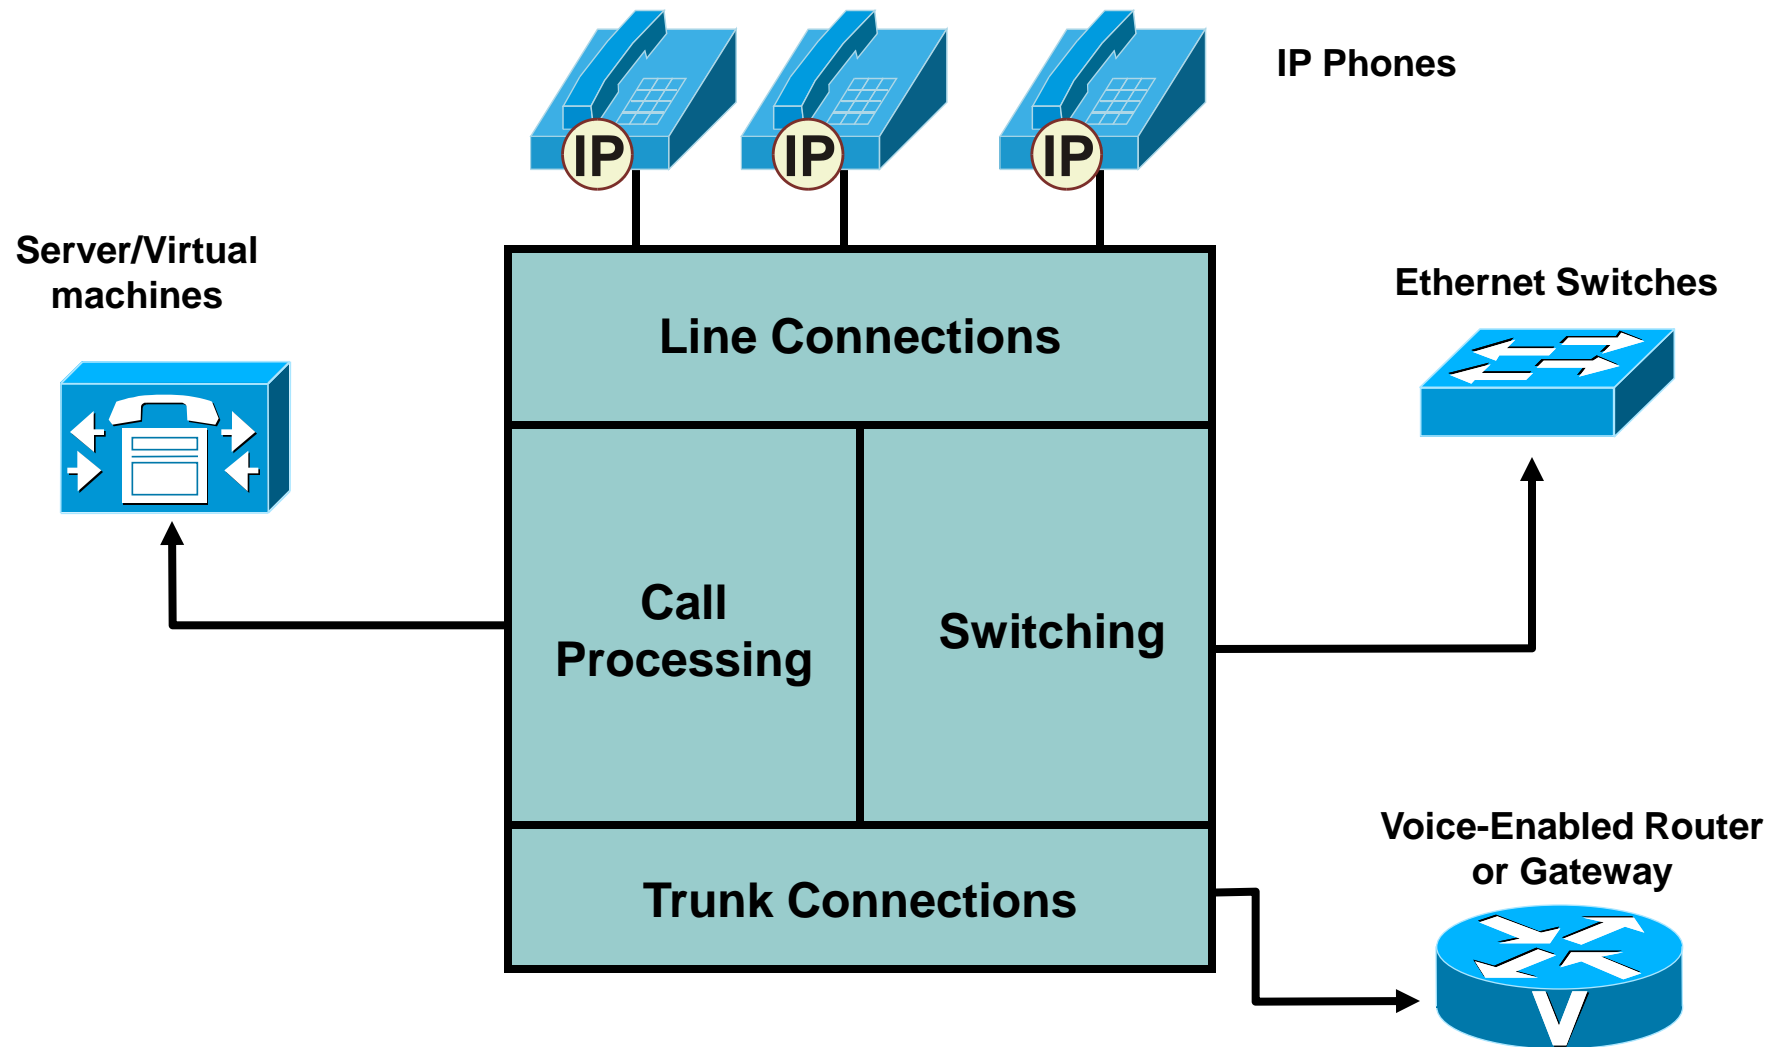 IP Phones
IP
IP
IP
Server/Virtual
machines
Ethernet Switches
Line Connections
Call
Processing
Switching
Voice-Enabled Router
or Gateway
Trunk Connections
V